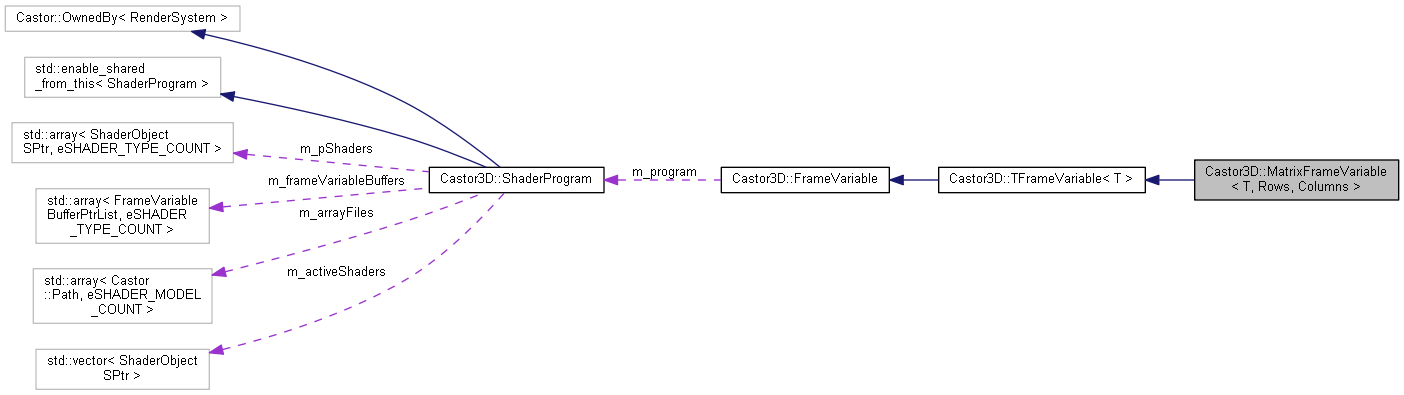 Castor::OwnedBy< RenderSystem >
std::enable_shared
_from_this< ShaderProgram >
std::array< ShaderObject
SPtr, eSHADER_TYPE_COUNT >
std::array< FrameVariable
BufferPtrList, eSHADER
_TYPE_COUNT >
std::array< Castor
::Path, eSHADER_MODEL
_COUNT >
std::vector< ShaderObject
SPtr >
m_pShaders
m_frameVariableBuffers
m_arrayFiles
m_activeShaders
Castor3D::ShaderProgram
m_program
Castor3D::FrameVariable
Castor3D::TFrameVariable< T >
Castor3D::MatrixFrameVariable
< T, Rows, Columns >